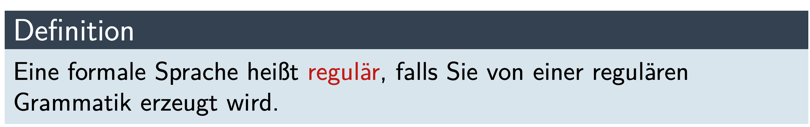 Definition
Eine formale Sprache heißt regulär, falls Sie von einer regulären
Grammatik erzeugt wird.